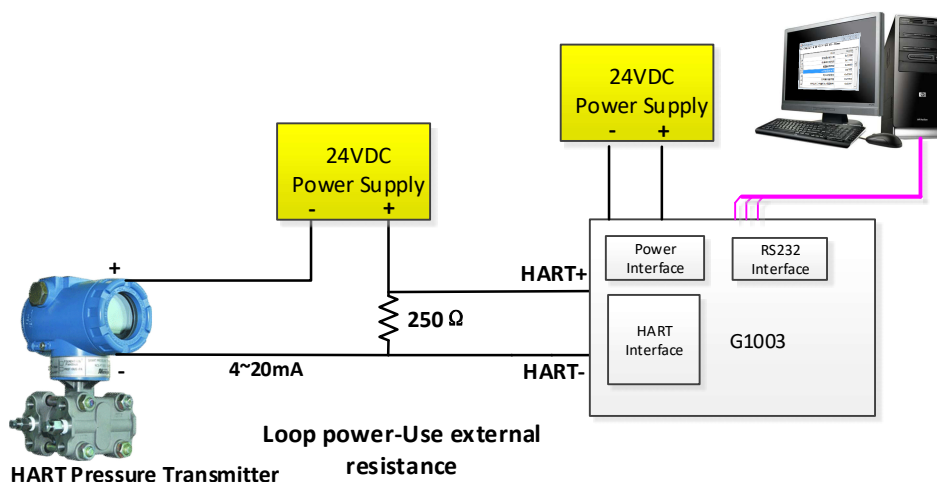 24VDC
Power Supply
- +
24VDC
Power Supply
- +
+
-
4~20mA
HART Pressure Transmitter
250 Ω
HART+
HART-
Power
Interface
RS232
Interface
HART
Interface
G1003
Loop power-Use external
resistance